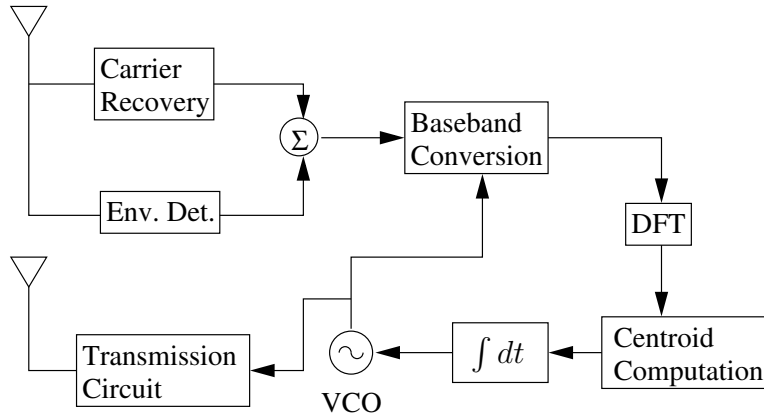 Carrier
Recovery
Σ
Baseband
Conversion
Env. Det.
DFT
Transmission
Circuit
VCO
∫ dt
Centroid
Computation